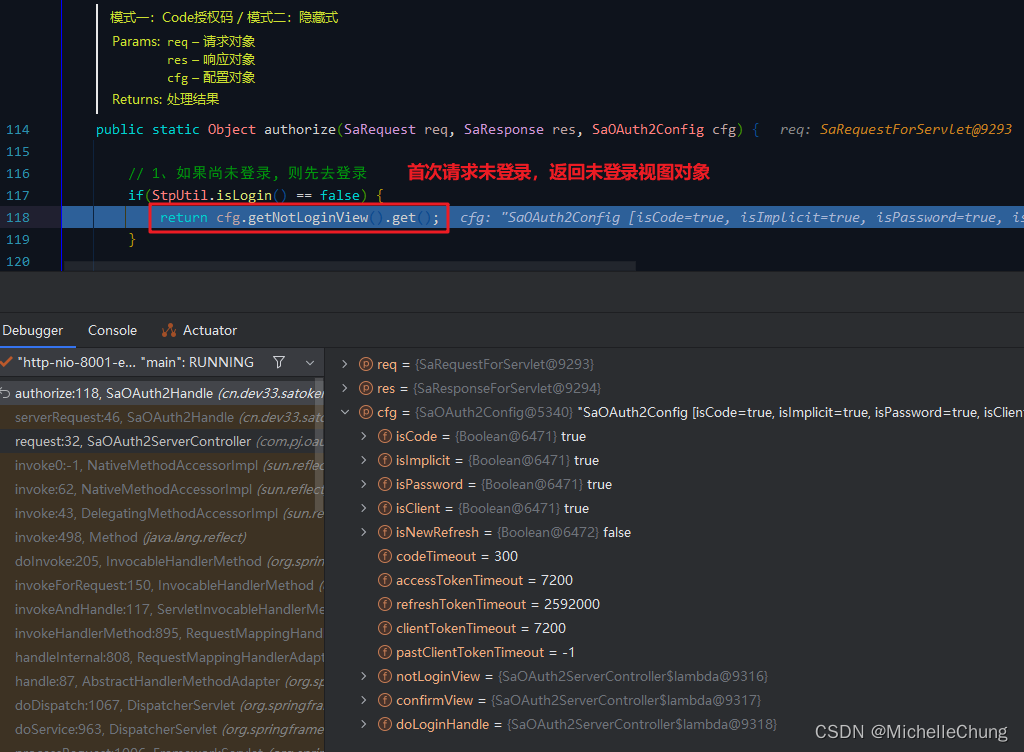 模式一：Code授权码 / 模式二：隐藏式
Params: req – 请求对象
res – 响应对象
cfg – 配置对象
Returns: 处理结果
114 public static Object authorize(SaRequest req, SaResponse res, SaOAuth2Config cfg) { req: SaRequestForServlet@9293
115
116 // 1、如果尚未登录, 则先去登录 首次请求未登录，返回未登录视图对象
117 if(StpUtil.isLogin() == false) {
118 return cfg.getNotLoginView().get(); cfg: "SaOAuth2Config [isCode=true, isImplicit=true, isPassword=true, is
119 }
120
Debugger Console Actuator
"http-nio-8001-e... "main": RUNNING
authorize:118, SaOAuth2Handle (cn.dev33.satoke
serverRequest:46, SaOAuth2Handle (cn.dev33.sato
request:32, SaOAuth2ServerController (com.pj.oau
invoke0:-1, NativeMethodAccessorImpl (sun.reflec
invoke:62, NativeMethodAccessorImpl (sun.reflect
invoke:43, DelegatingMethodAccessorImpl (sun.re
invoke:498, Method (java.lang.reflect)
doInvoke:205, InvocableHandlerMethod (org.sprin
invokeForRequest:150, InvocableHandlerMethod (
invokeAndHandle:117, ServletInvocableHandlerMe
invokeHandlerMethod:895, RequestMappingHand
handleInternal:808, RequestMappingHandlerAdapt
handle:87, AbstractHandlerMethodAdapter (org.sp
doDispatch:1067, DispatcherServlet (org.springfra
doService:963, DispatcherServlet (org.springframe
processRequest:1006, FrameworkServlet
req = {SaRequestForServlet@9293}
res = {SaResponseForServlet@9294}
cfg = {SaOAuth2Config@5340} "SaOAuth2Config [isCode=true, isImplicit=true, isPassword=true, isClient
isCode = {Boolean@6471} true
isImplicit = {Boolean@6471} true
isPassword = {Boolean@6471} true
isClient = {Boolean@6471} true
isNewRefresh = {Boolean@6472} false
codeTimeout = 300
accessTokenTimeout = 7200
refreshTokenTimeout = 2592000
clientTokenTimeout = 7200
pastClientTokenTimeout = -1
notLoginView = {SaOAuth2ServerController$lambda@9316}
confirmView = {SaOAuth2ServerController$lambda@9317}
doLoginHandle = {SaOAuth2ServerController$lambda@9318}
CSDN @MichelleChung